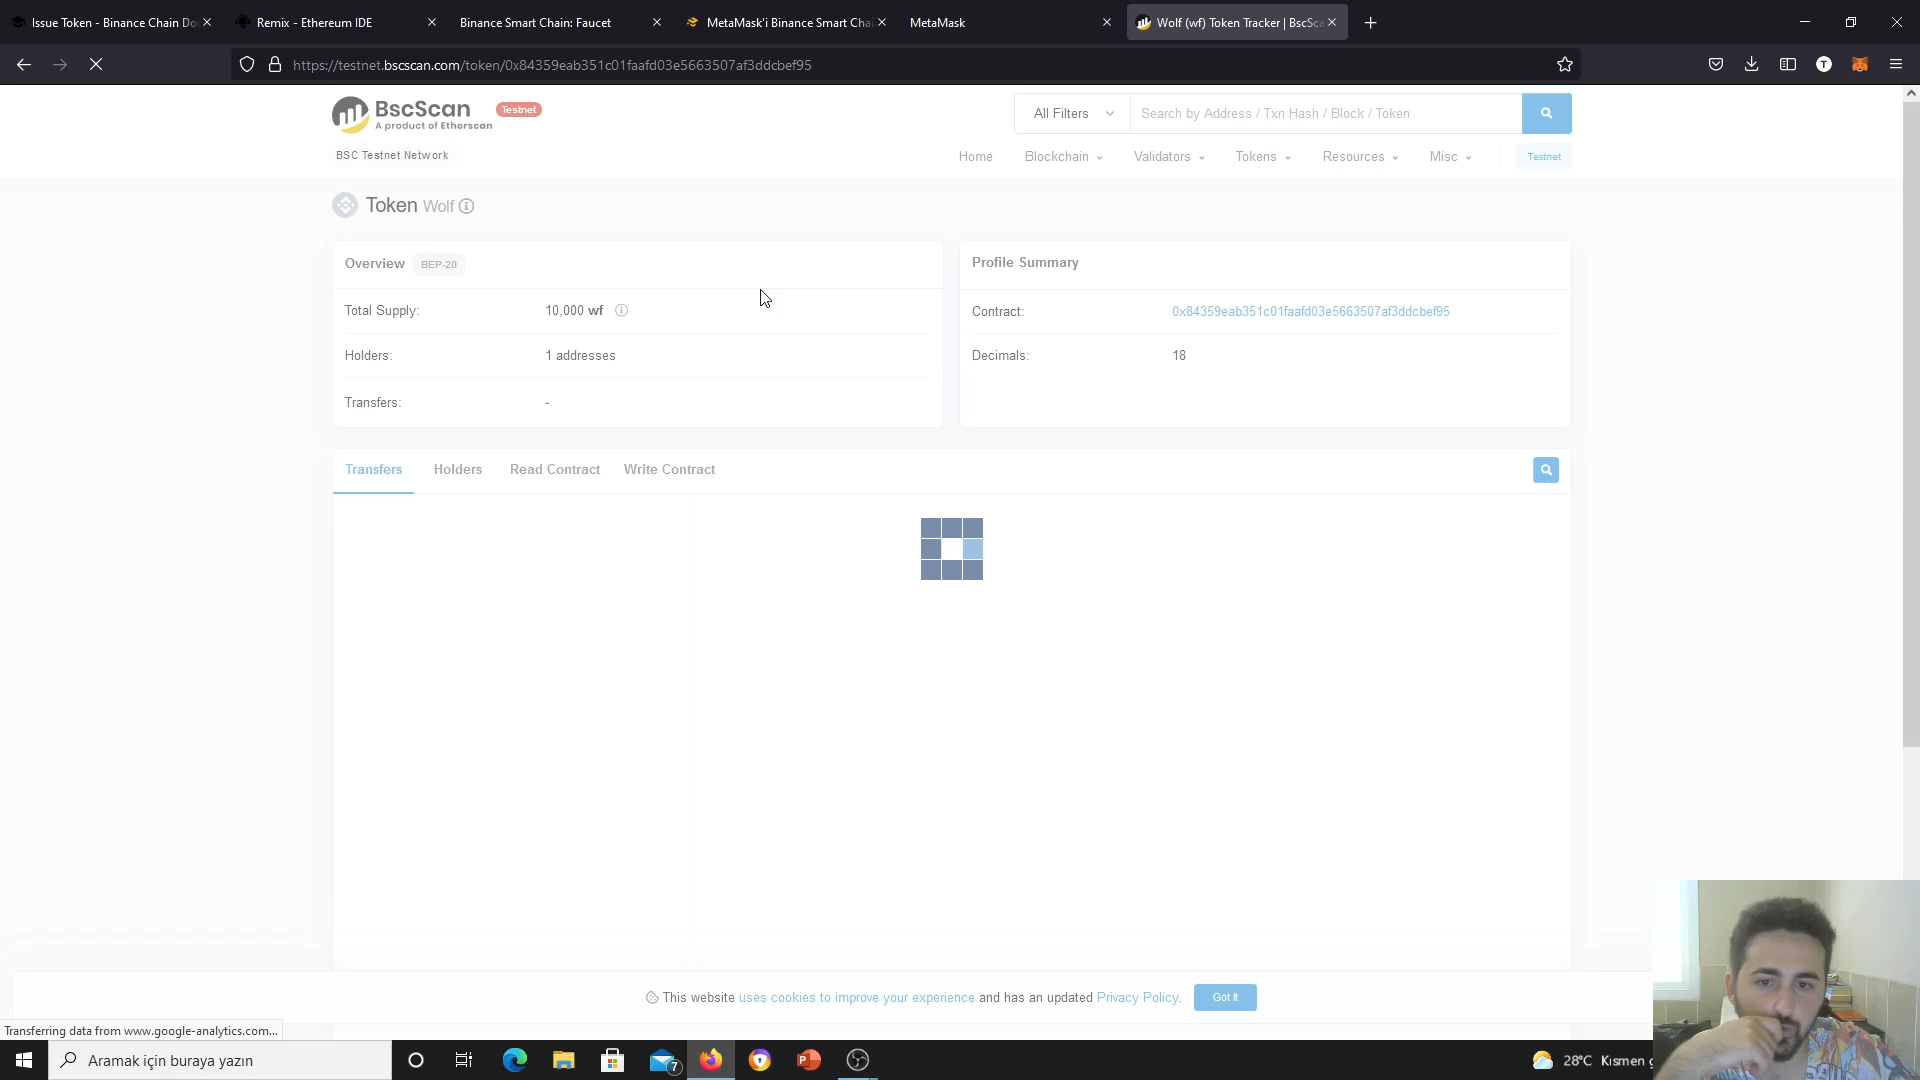 Issue Token - Binance Chain Do
Remix - Ethereum IDE
Binance Smart Chain: Faucet
MetaMask'i Binance Smart Cha
MetaMask
Wolf (wf) Token Tracker | BscSca
https://testnet.bscscan.com/token/0x84359eab351c01faafd03e5663507af3ddcbef95
T
BscScan
A product of Etherscan
Testnet
All Filters
Search by Address / Txn Hash / Block / Token
BSC Testnet Network
Home
Blockchain
Validators
Tokens
Resources
Misc
Testnet
Token Wolf
Overview BEP-20
Profile Summary
Total Supply: 10,000 wf
Contract: 0x84359eab351c01faafd03e5663507af3ddcbef95
Holders: 1 addresses
Decimals: 18
Transfers: -
Transfers
Holders
Read Contract
Write Contract
This website uses cookies to improve your experience and has an updated Privacy Policy.
Got It
Transferring data from www.google-analytics.com...
Aramak için buraya yazın
7
P
28°C Kısmen